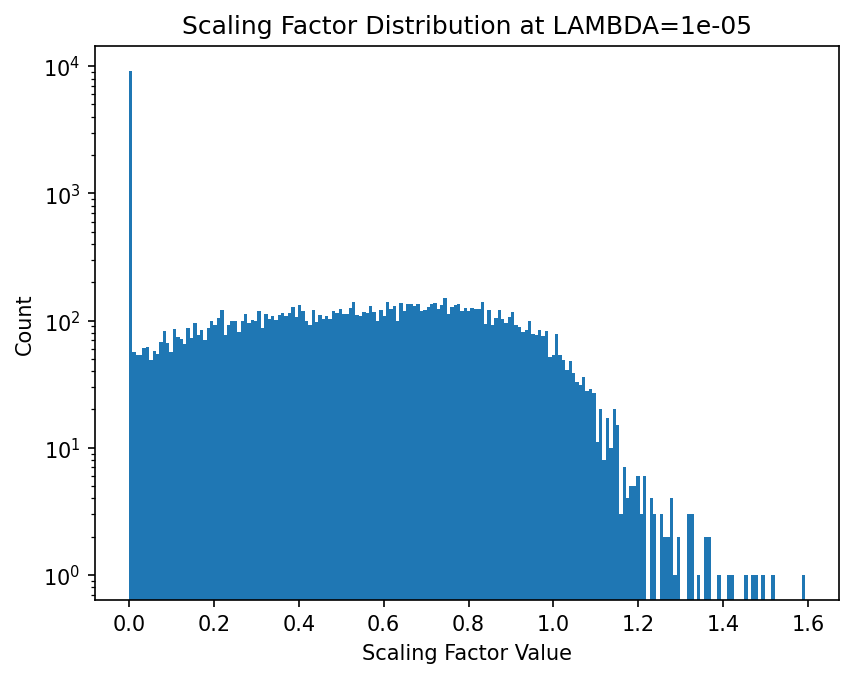 Scaling Factor Distribution at LAMBDA=1e-05
Count
10⁴
10³
10²
10¹
10⁰
0.0 0.2 0.4 0.6 0.8 1.0 1.2 1.4 1.6
Scaling Factor Value